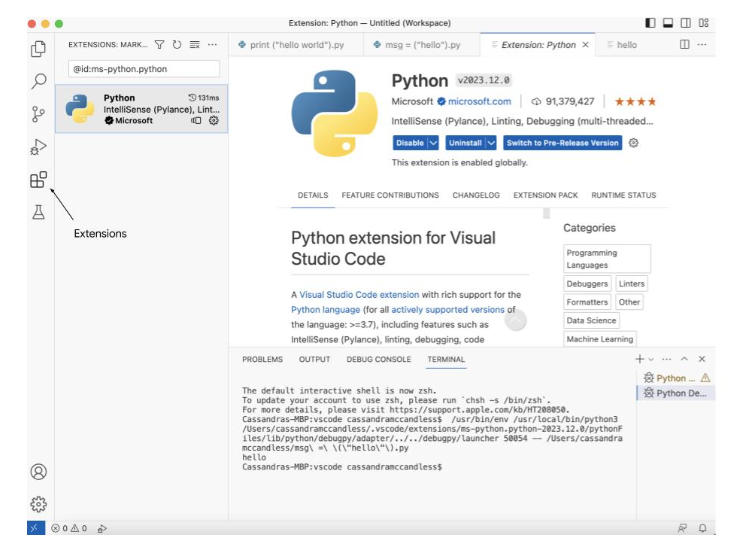 Extension: Python — Untitled (Workspace)
EXTENSIONS: MARK...
@id:ms-python.python
Python
131ms
IntelliSense (Pylance), Lint...
Microsoft
Extensions
print ("hello world").py
msg = ("hello").py
Extension: Python
hello
Python v2023.12.0
Microsoft microsoft.com | 91,379,427 |
IntelliSense (Pylance), Linting, Debugging (multi-threaded...
Disable Uninstall Switch to Pre-Release Version
This extension is enabled globally.
DETAILS FEATURE CONTRIBUTIONS CHANGELOG EXTENSION PACK RUNTIME STATUS
Python extension for Visual
Studio Code
A Visual Studio Code extension with rich support for the
Python language (for all actively supported versions of
the language: >=3.7), including features such as
IntelliSense (Pylance), linting, debugging, code
Categories
Programming
Languages
Debuggers Linters
Formatters Other
Data Science
Machine Learning
PROBLEMS OUTPUT DEBUG CONSOLE TERMINAL
The default interactive shell is now zsh.
To update your account to use zsh, please run `chsh -s /bin/zsh`.
For more details, please visit https://support.apple.com/kb/HT208050.
Cassandras-MBP:vscode cassandramccandless$ /usr/bin/env /usr/local/bin/python3
/Users/cassandramccandless/.vscode/extensions/ms-python.python-2023.12.0/pythonF
iles/lib/python/debugpy/adapter/../../debugpy/launcher 50054 -- /Users/cassandra
mccandless/msg\ =\ \(\"hello\"\).py
hello
Cassandras-MBP:vscode cassandramccandless$
Python ...
Python De...
0 0